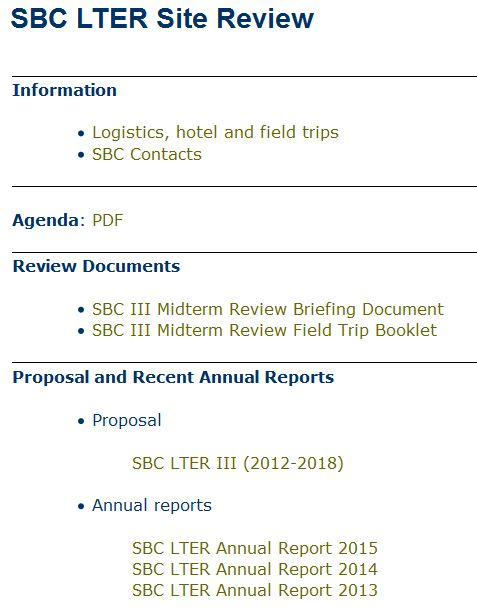 SBC LTER Site Review
Information
• Logistics, hotel and field trips
• SBC Contacts
Agenda: PDF
Review Documents
• SBC III Midterm Review Briefing Document
• SBC III Midterm Review Field Trip Booklet
Proposal and Recent Annual Reports
• Proposal
SBC LTER III (2012-2018)
• Annual reports
SBC LTER Annual Report 2015
SBC LTER Annual Report 2014
SBC LTER Annual Report 2013